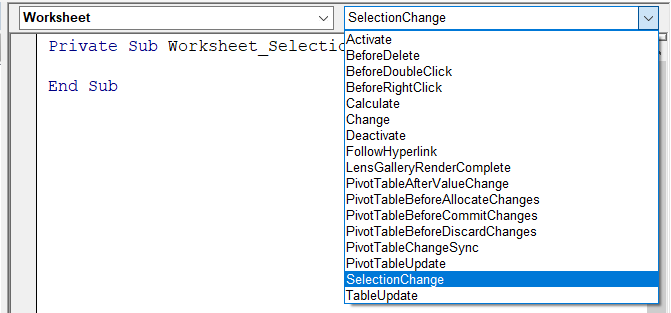 Worksheet
SelectionChange
Private Sub Worksheet_Selectio
End Sub
Activate
BeforeDelete
BeforeDoubleClick
BeforeRightClick
Calculate
Change
Deactivate
FollowHyperlink
LensGalleryRenderComplete
PivotTableAfterValueChange
PivotTableBeforeAllocateChanges
PivotTableBeforeCommitChanges
PivotTableBeforeDiscardChanges
PivotTableChangeSync
PivotTableUpdate
SelectionChange
TableUpdate